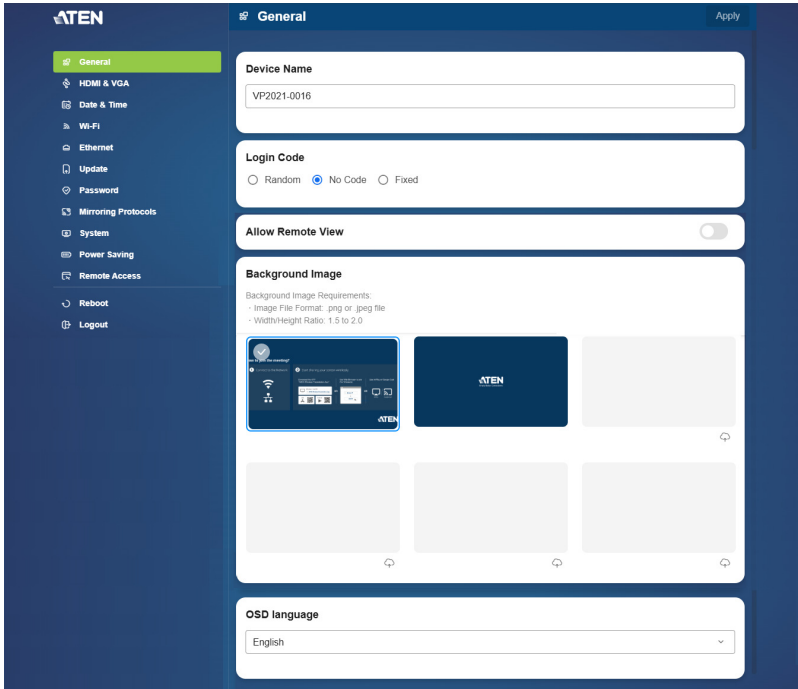 ATEN
General
Apply
General
HDMI & VGA
Date & Time
Wi-Fi
Ethernet
Update
Password
Mirroring Protocols
System
Power Saving
Remote Access
Reboot
Logout
Device Name
VP2021-0016
Login Code
Random
No Code
Fixed
Allow Remote View
Background Image
Background Image Requirements:
· Image File Format: .png or .jpeg file
· Width/Height Ratio: 1.5 to 2.0
the meeting?
ATEN
ATEN
OSD language
English